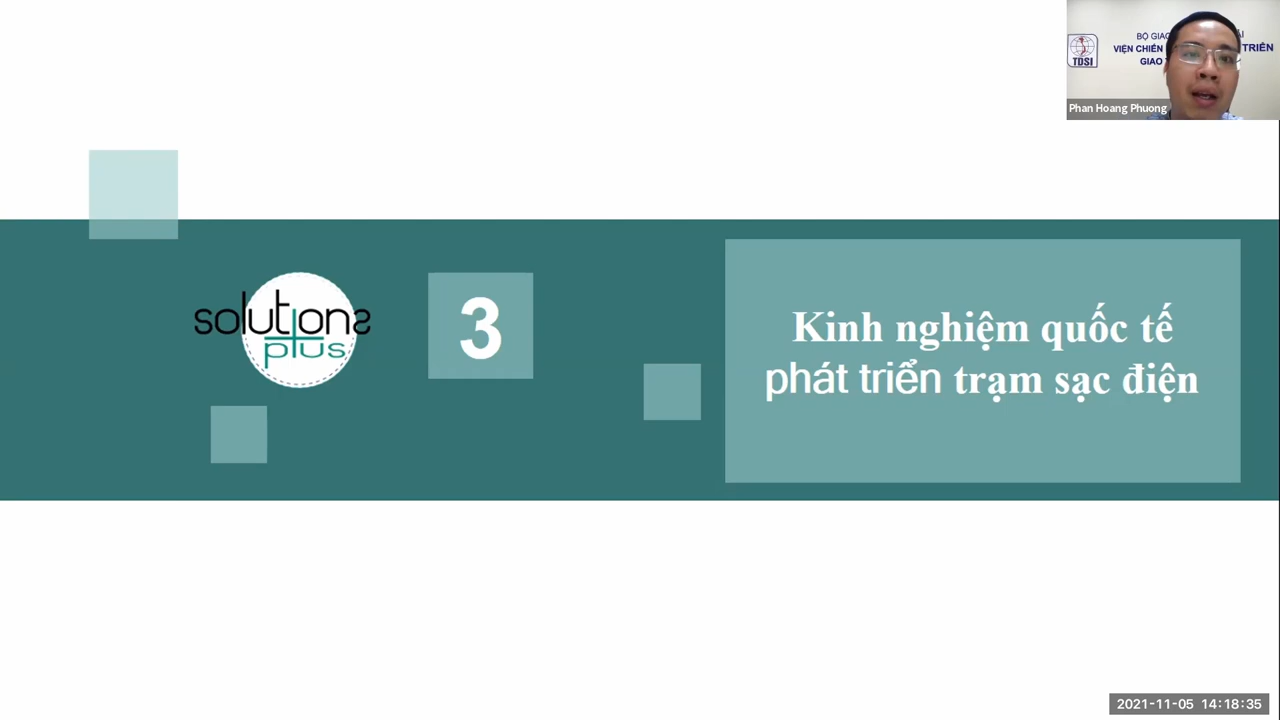 BỘ GIAO
VIỆN CHIẾN TRIỂN
GIAO
TDSI
Phan Hoang Phuong
solutions
plus
3
Kinh nghiệm quốc tế
phát triển trạm sạc điện
2021-11-05 14:18:35